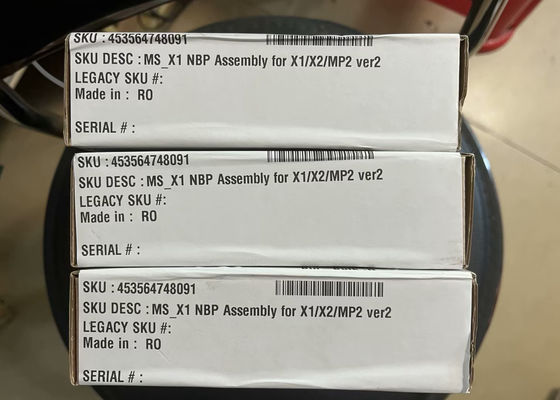 SKU : 453564748091
SKU DESC : MS_X1 NBP Assembly for X1/X2/MP2 ver2
LEGACY SKU #:
Made in : RO
SERIAL # :
SKU : 453564748091
SKU DESC : MS_X1 NBP Assembly for X1/X2/MP2 ver2
LEGACY SKU #:
Made in : RO
SERIAL # :
SKU : 453564748091
SKU DESC : MS_X1 NBP Assembly for X1/X2/MP2 ver2
LEGACY SKU #:
Made in : RO
SERIAL # :